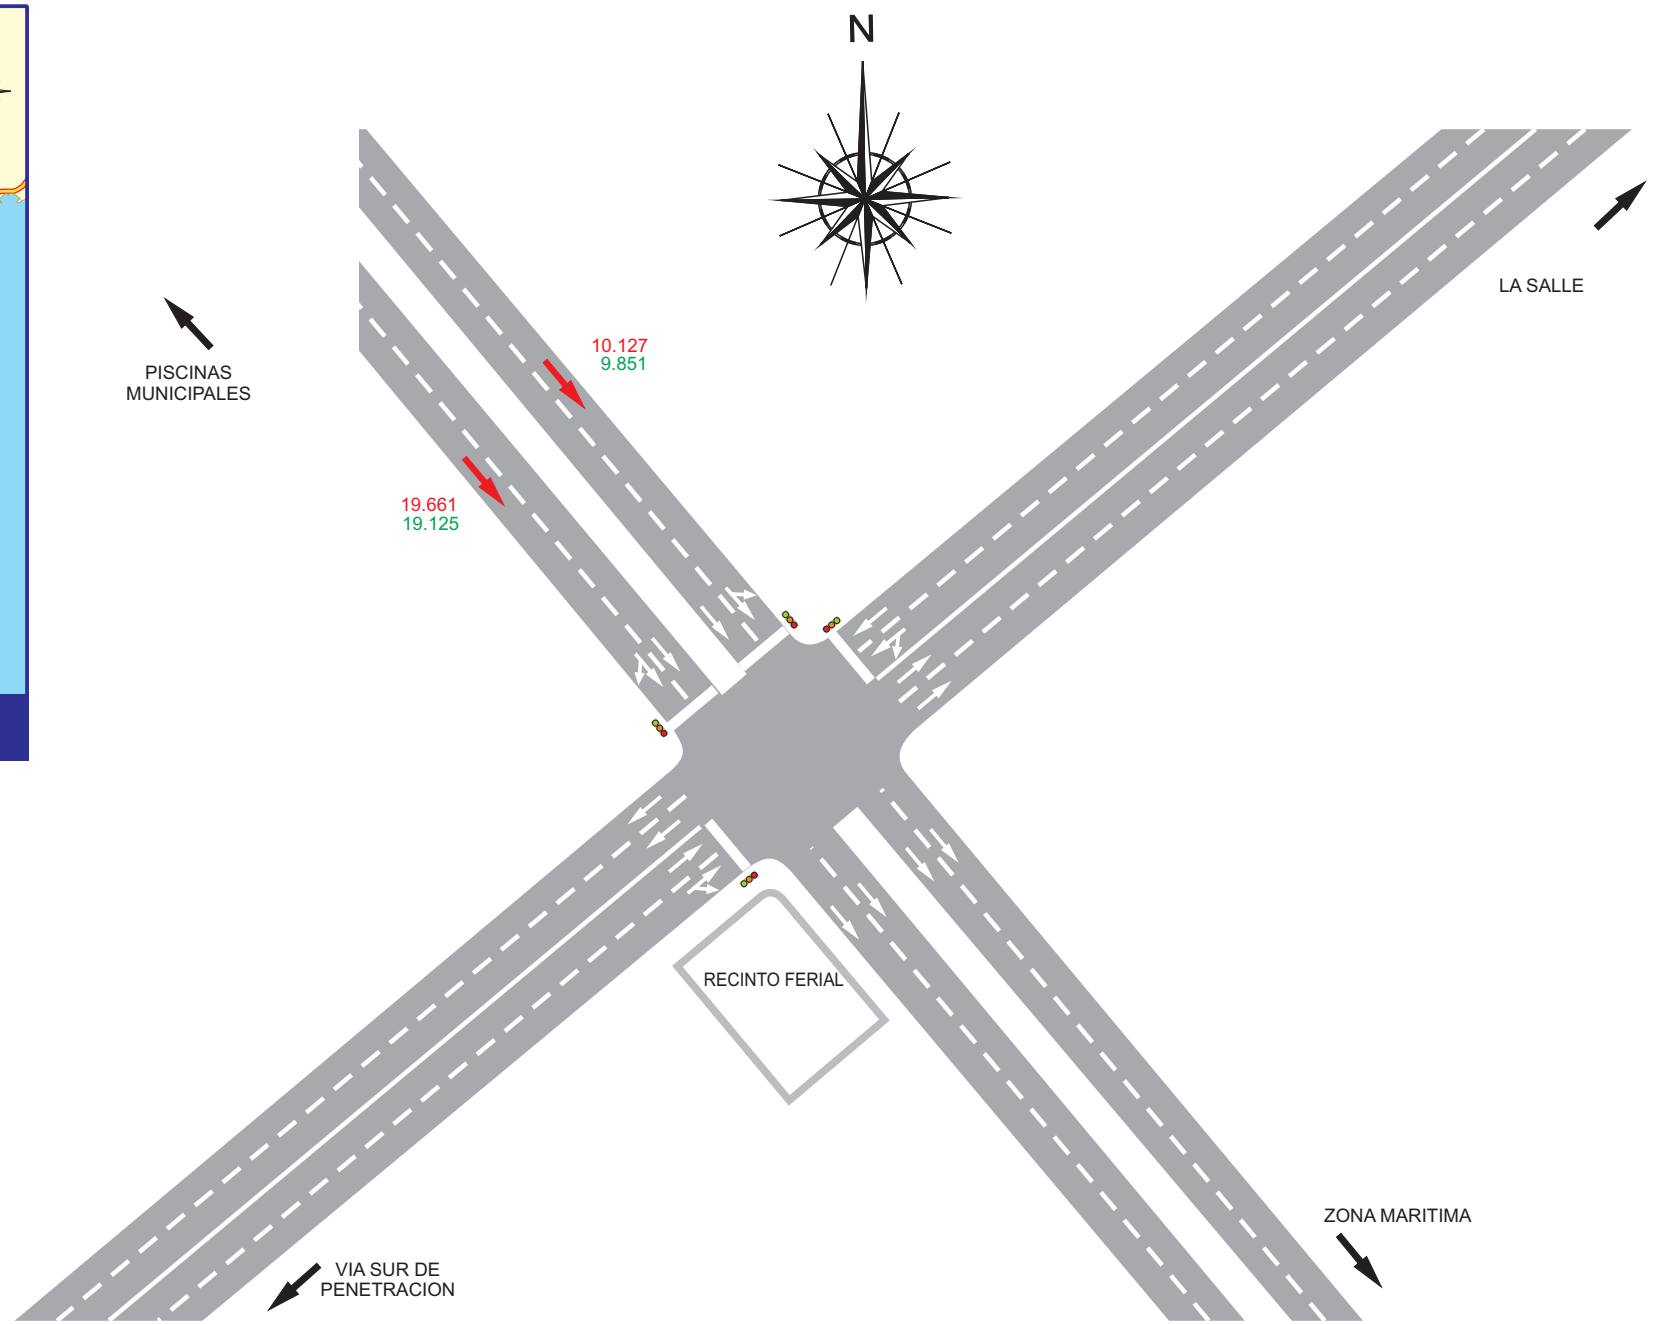 N
LA SALLE
10.127
9.851
PISCINAS
MUNICIPALES
19.661
19.125
RECINTO FERIAL
ZONA MARITIMA
VIA SUR DE
PENETRACION